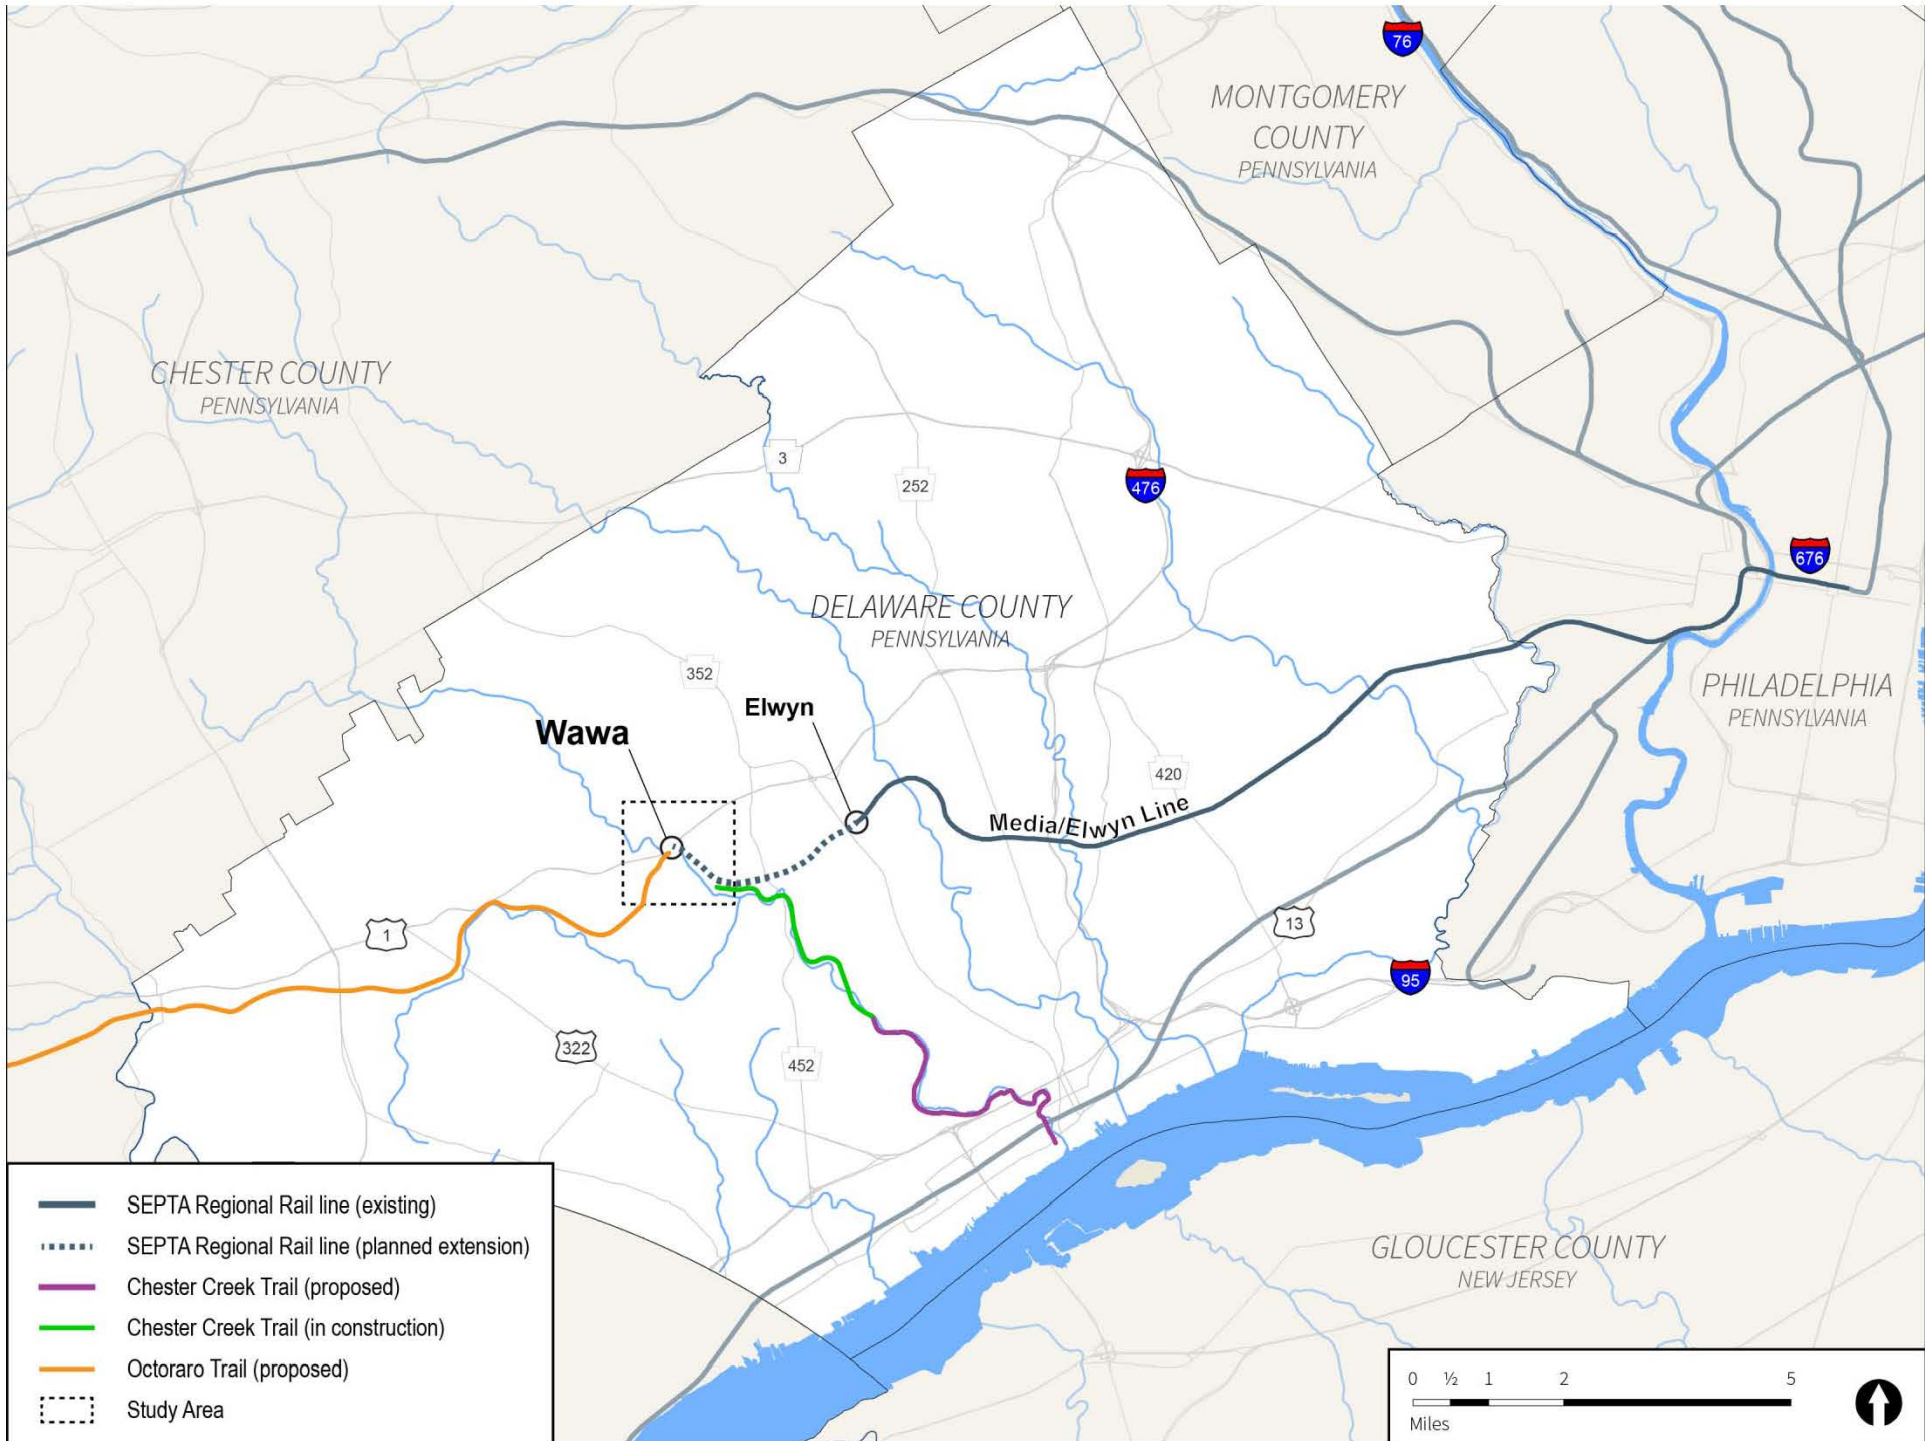 76
MONTGOMERY
COUNTY
PENNSYLVANIA
CHESTER COUNTY
PENNSYLVANIA
3
252
476
676
DELAWARE COUNTY
PENNSYLVANIA
352
Elwyn
Wawa
PHILADELPHIA
PENNSYLVANIA
420
Media/Elwyn Line
1
13
95
322
452
GLOUCESTER COUNTY
NEW JERSEY
SEPTA Regional Rail line (existing)
SEPTA Regional Rail line (planned extension)
Chester Creek Trail (proposed)
Chester Creek Trail (in construction)
Octoraro Trail (proposed)
Study Area
0 ½ 1 2 5
Miles